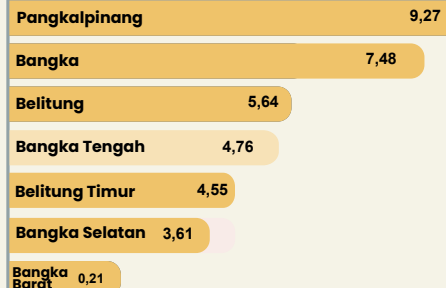 Pangkalpinang 9,27
Bangka 7,48
Belitung 5,64
Bangka Tengah 4,76
Belitung Timur 4,55
Bangka Selatan 3,61
Bangka
Barat 0,21